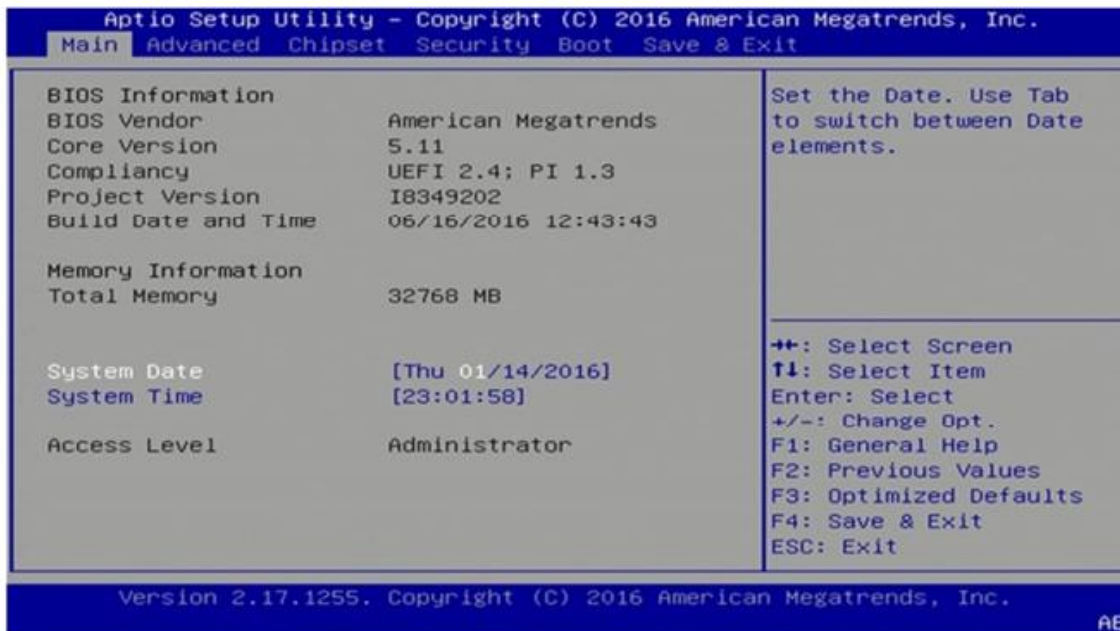 Aptio Setup Utility – Copyright (C) 2016 American Megatrends, Inc.
Main Advanced Chipset Security Boot Save & Exit
BIOS Information
BIOS Vendor American Megatrends
Core Version 5.11
Compliancy UEFI 2.4; PI 1.3
Project Version I8349202
Build Date and Time 06/16/2016 12:43:43
Memory Information
Total Memory 32768 MB
System Date [Thu 01/14/2016]
System Time [23:01:58]
Access Level Administrator
Set the Date. Use Tab
to switch between Date
elements.
→←: Select Screen
↑↓: Select Item
Enter: Select
+/-: Change Opt.
F1: General Help
F2: Previous Values
F3: Optimized Defaults
F4: Save & Exit
ESC: Exit
Version 2.17.1255. Copyright (C) 2016 American Megatrends, Inc.